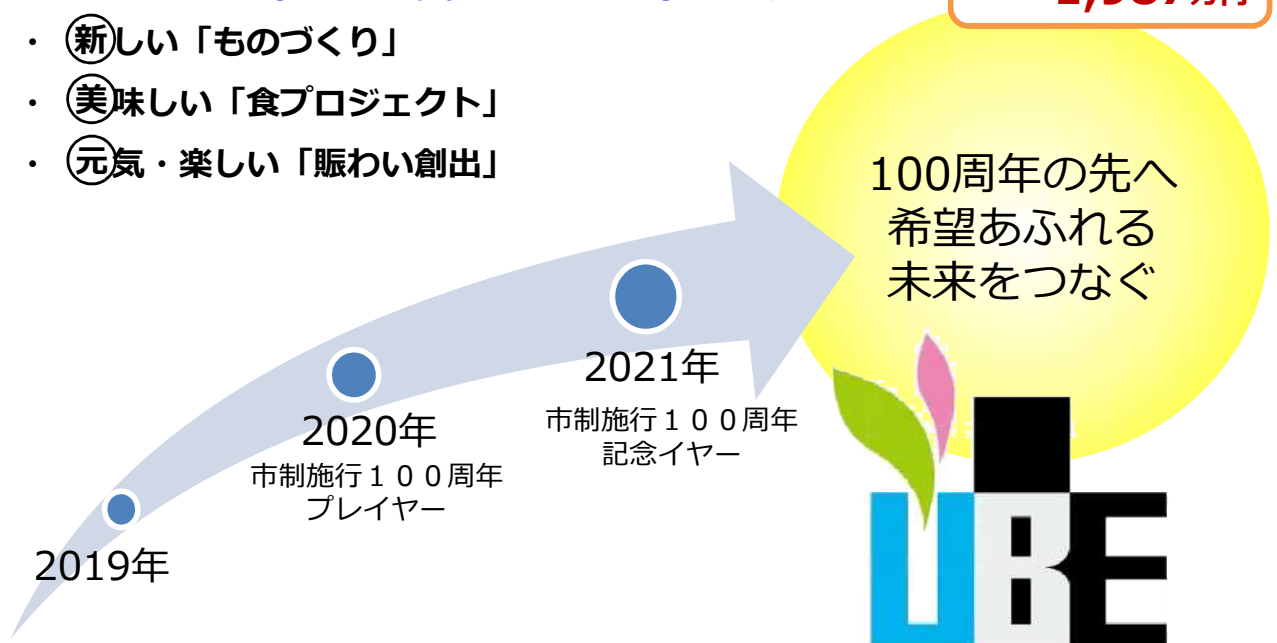 ・ 新しい「ものづくり」
・ 美味しい「食プロジェクト」
・ 元気・楽しい「賑わい創出」
100周年の先へ
希望あふれる
未来をつなぐ
2021年
市制施行１００周年
記念イヤー
2020年
市制施行１００周年
プレイヤー
2019年
UBE